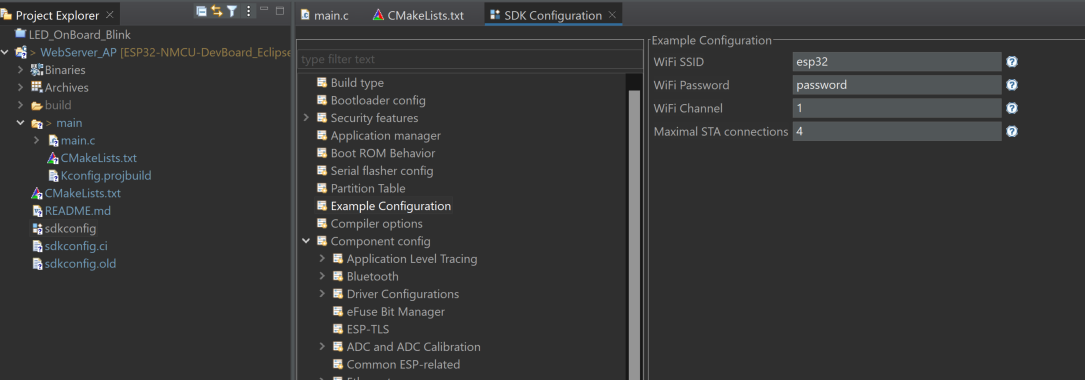 Project Explorer
LED_OnBoard_Blink
> WebServer_AP [ESP32-NMCU-DevBoard_Eclipse
Binaries
Archives
build
> main
main.c
CMakeLists.txt
Kconfig.projbuild
CMakeLists.txt
README.md
sdkconfig
sdkconfig.ci
sdkconfig.old
main.c
CMakeLists.txt
SDK Configuration
type filter text
Build type
Bootloader config
Security features
Application manager
Boot ROM Behavior
Serial flasher config
Partition Table
Example Configuration
Compiler options
Component config
Application Level Tracing
Bluetooth
Driver Configurations
eFuse Bit Manager
ESP-TLS
ADC and ADC Calibration
Common ESP-related
Example Configuration
WiFi SSID esp32
WiFi Password password
WiFi Channel 1
Maximal STA connections 4